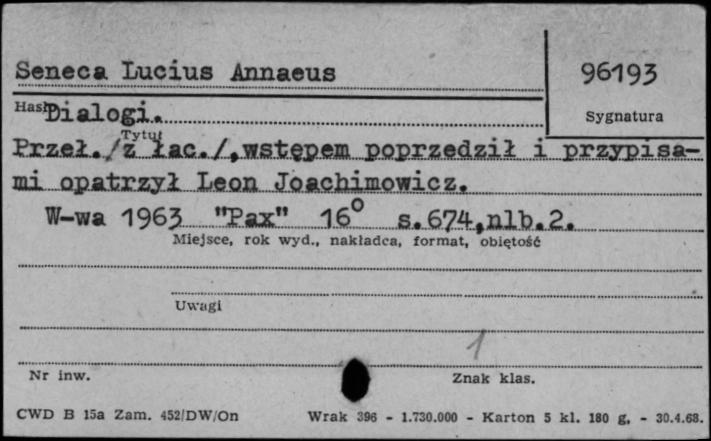 Seneca Lucius Annaeus
96193
Sygnatura
Hasło Dialogi.
Tytuł
Przeł./z łac./,wstępem poprzedził i przypisa-
mi opatrzył Leon Joachimowicz.
W-wa 1963 "Pax" 16° s.674,nlb.2.
Miejsce, rok wyd., nakładca, format, objętość
Uwagi
1
Nr inw.
Znak klas.
CWD B 15a Zam. 452/DW/On Wrak 396 - 1.730.000 - Karton 5 kl. 180 g. - 30.4.68.